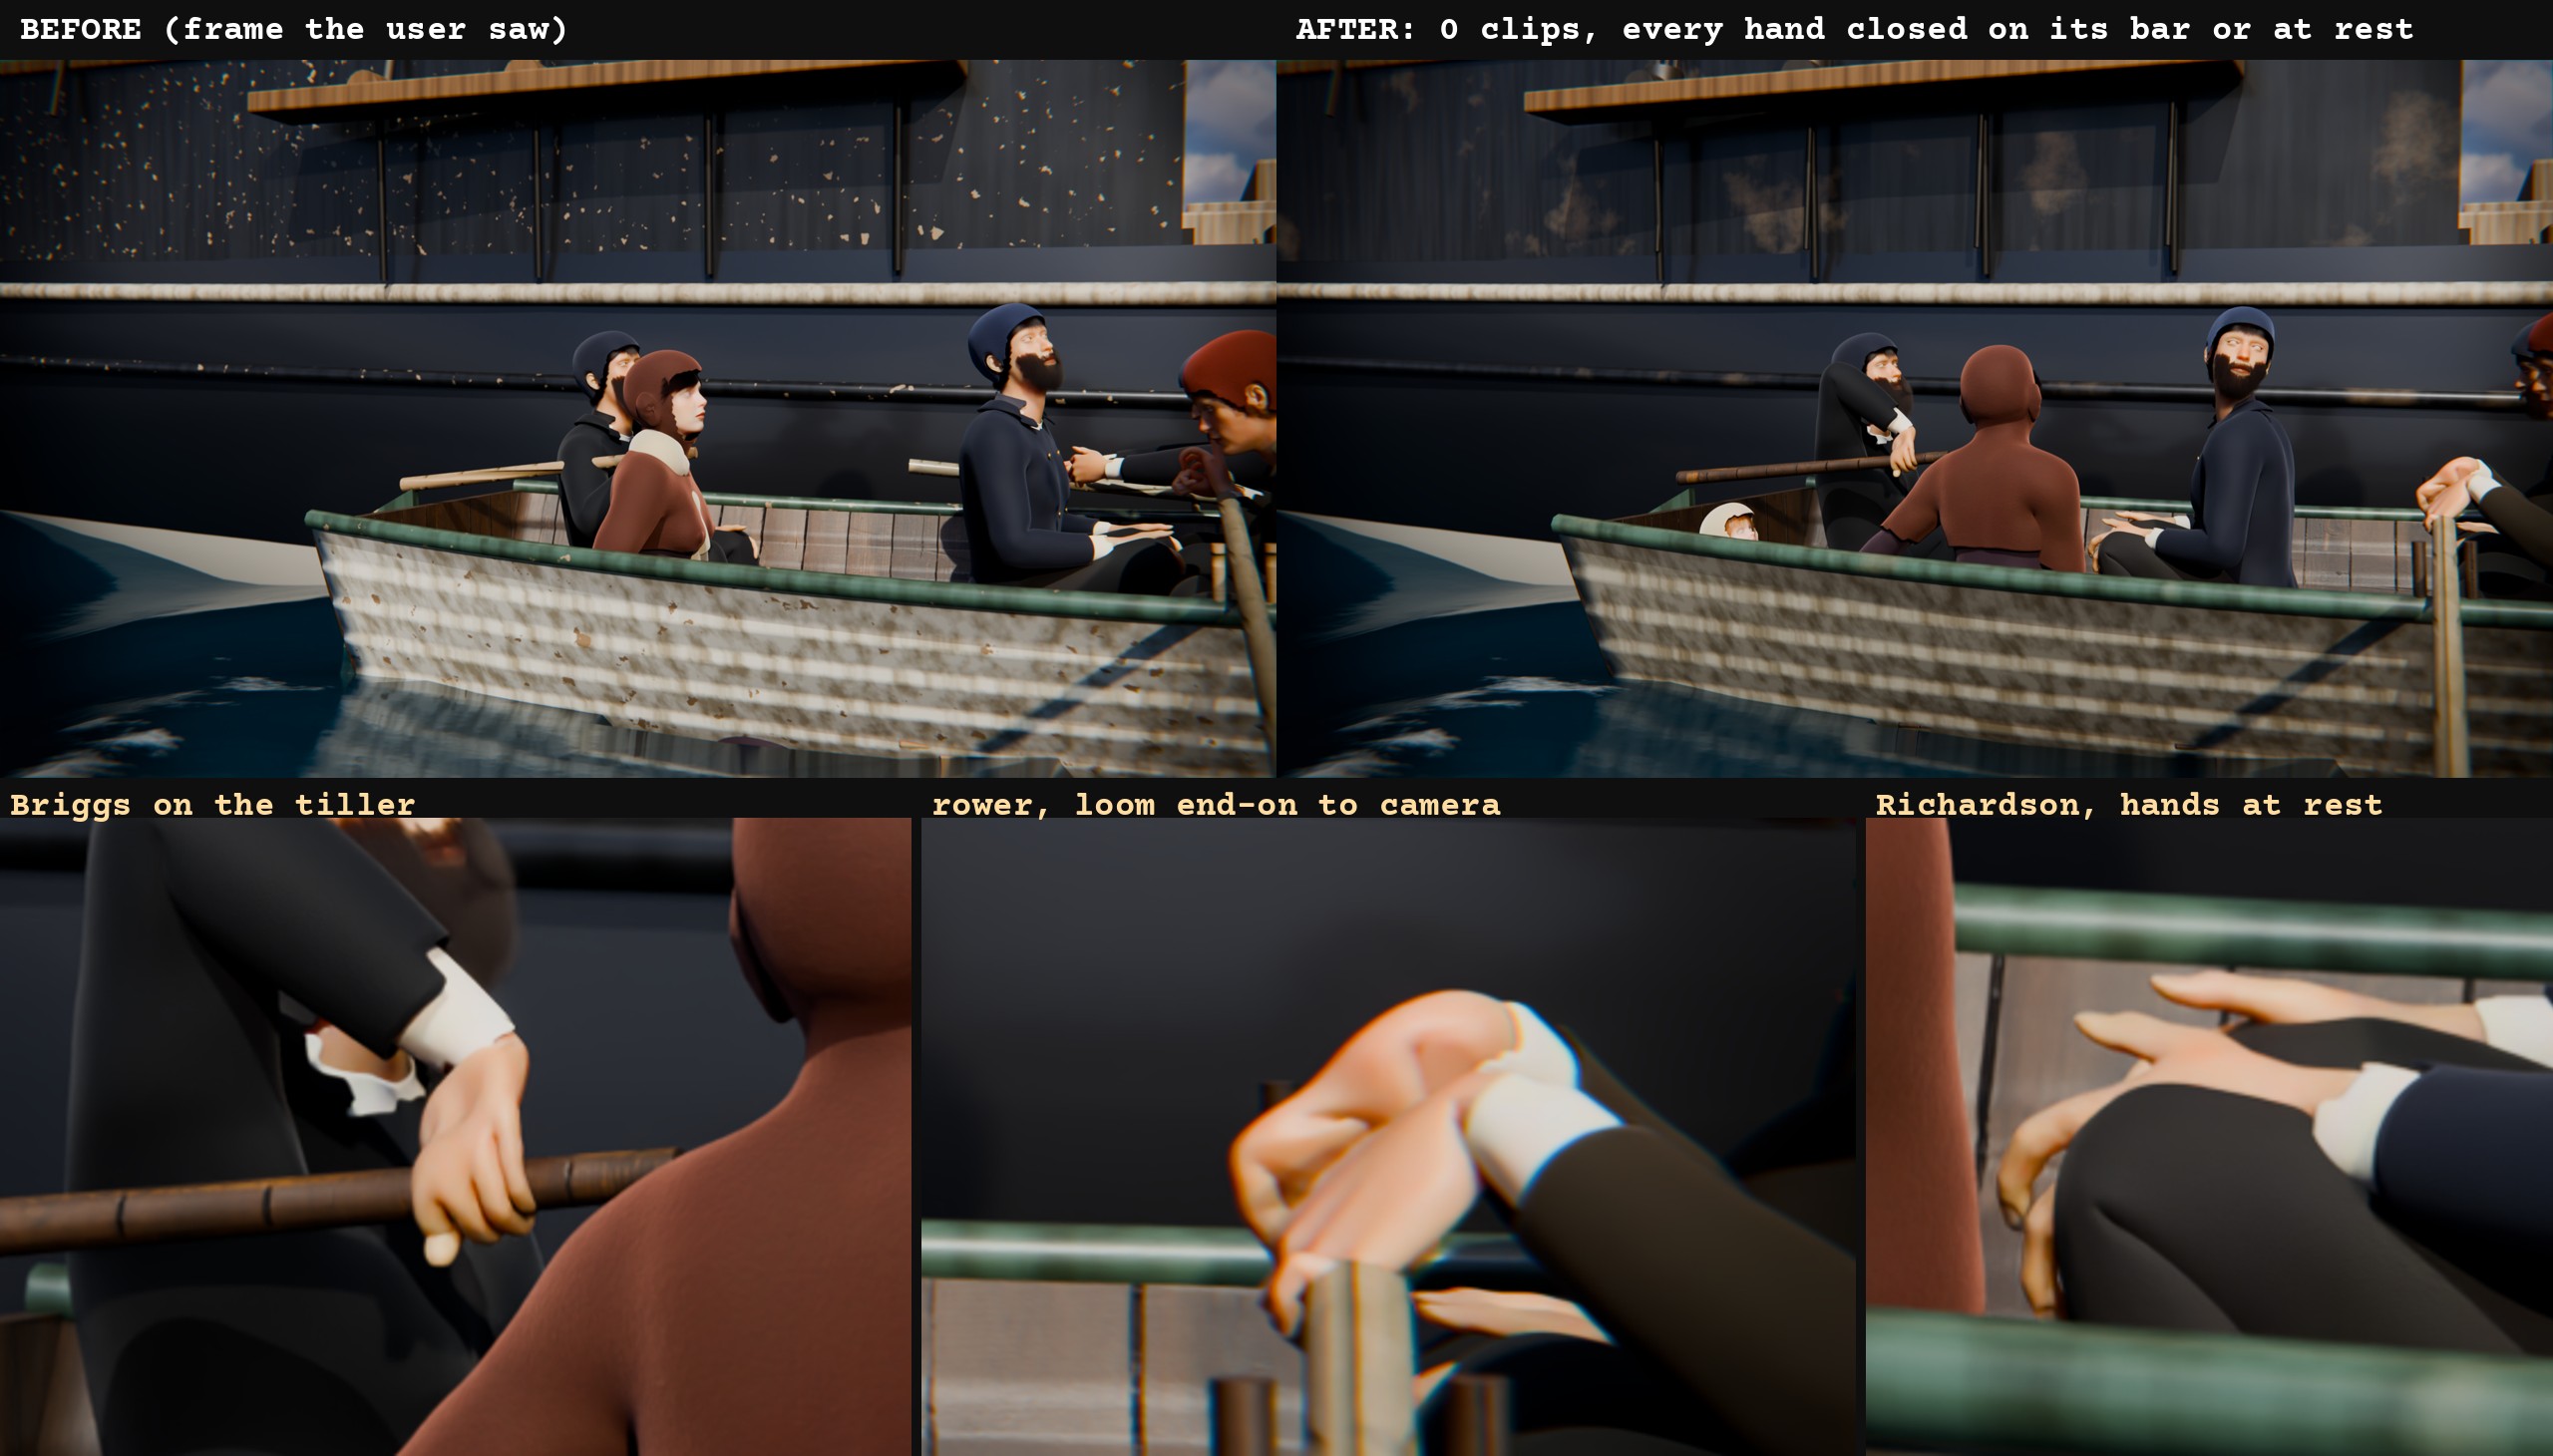 BEFORE (frame the user saw)
AFTER: 0 clips, every hand closed on its bar or at rest
Briggs on the tiller
rower, loom end-on to camera
Richardson, hands at rest